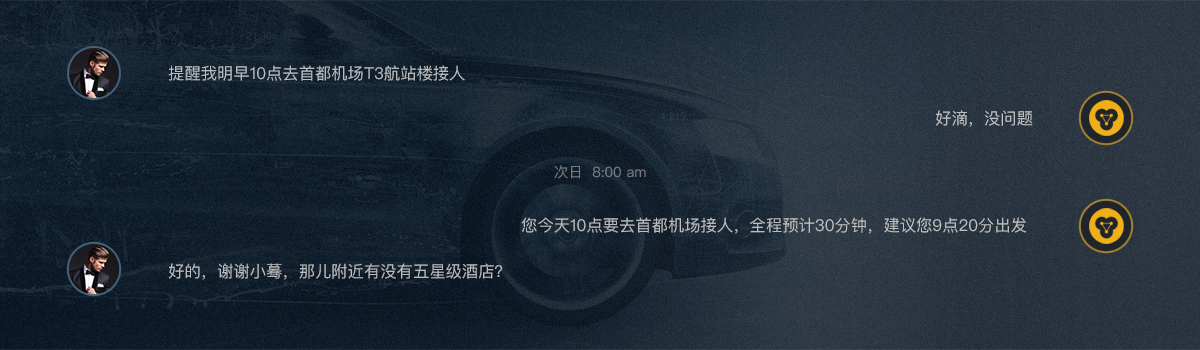 提醒我明早10点去首都机场T3航站楼接人
好滴，没问题
次日 8:00 am
您今天10点要去首都机场接人，全程预计30分钟，建议您9点20分出发
好的，谢谢小蓦，那儿附近有没有五星级酒店？